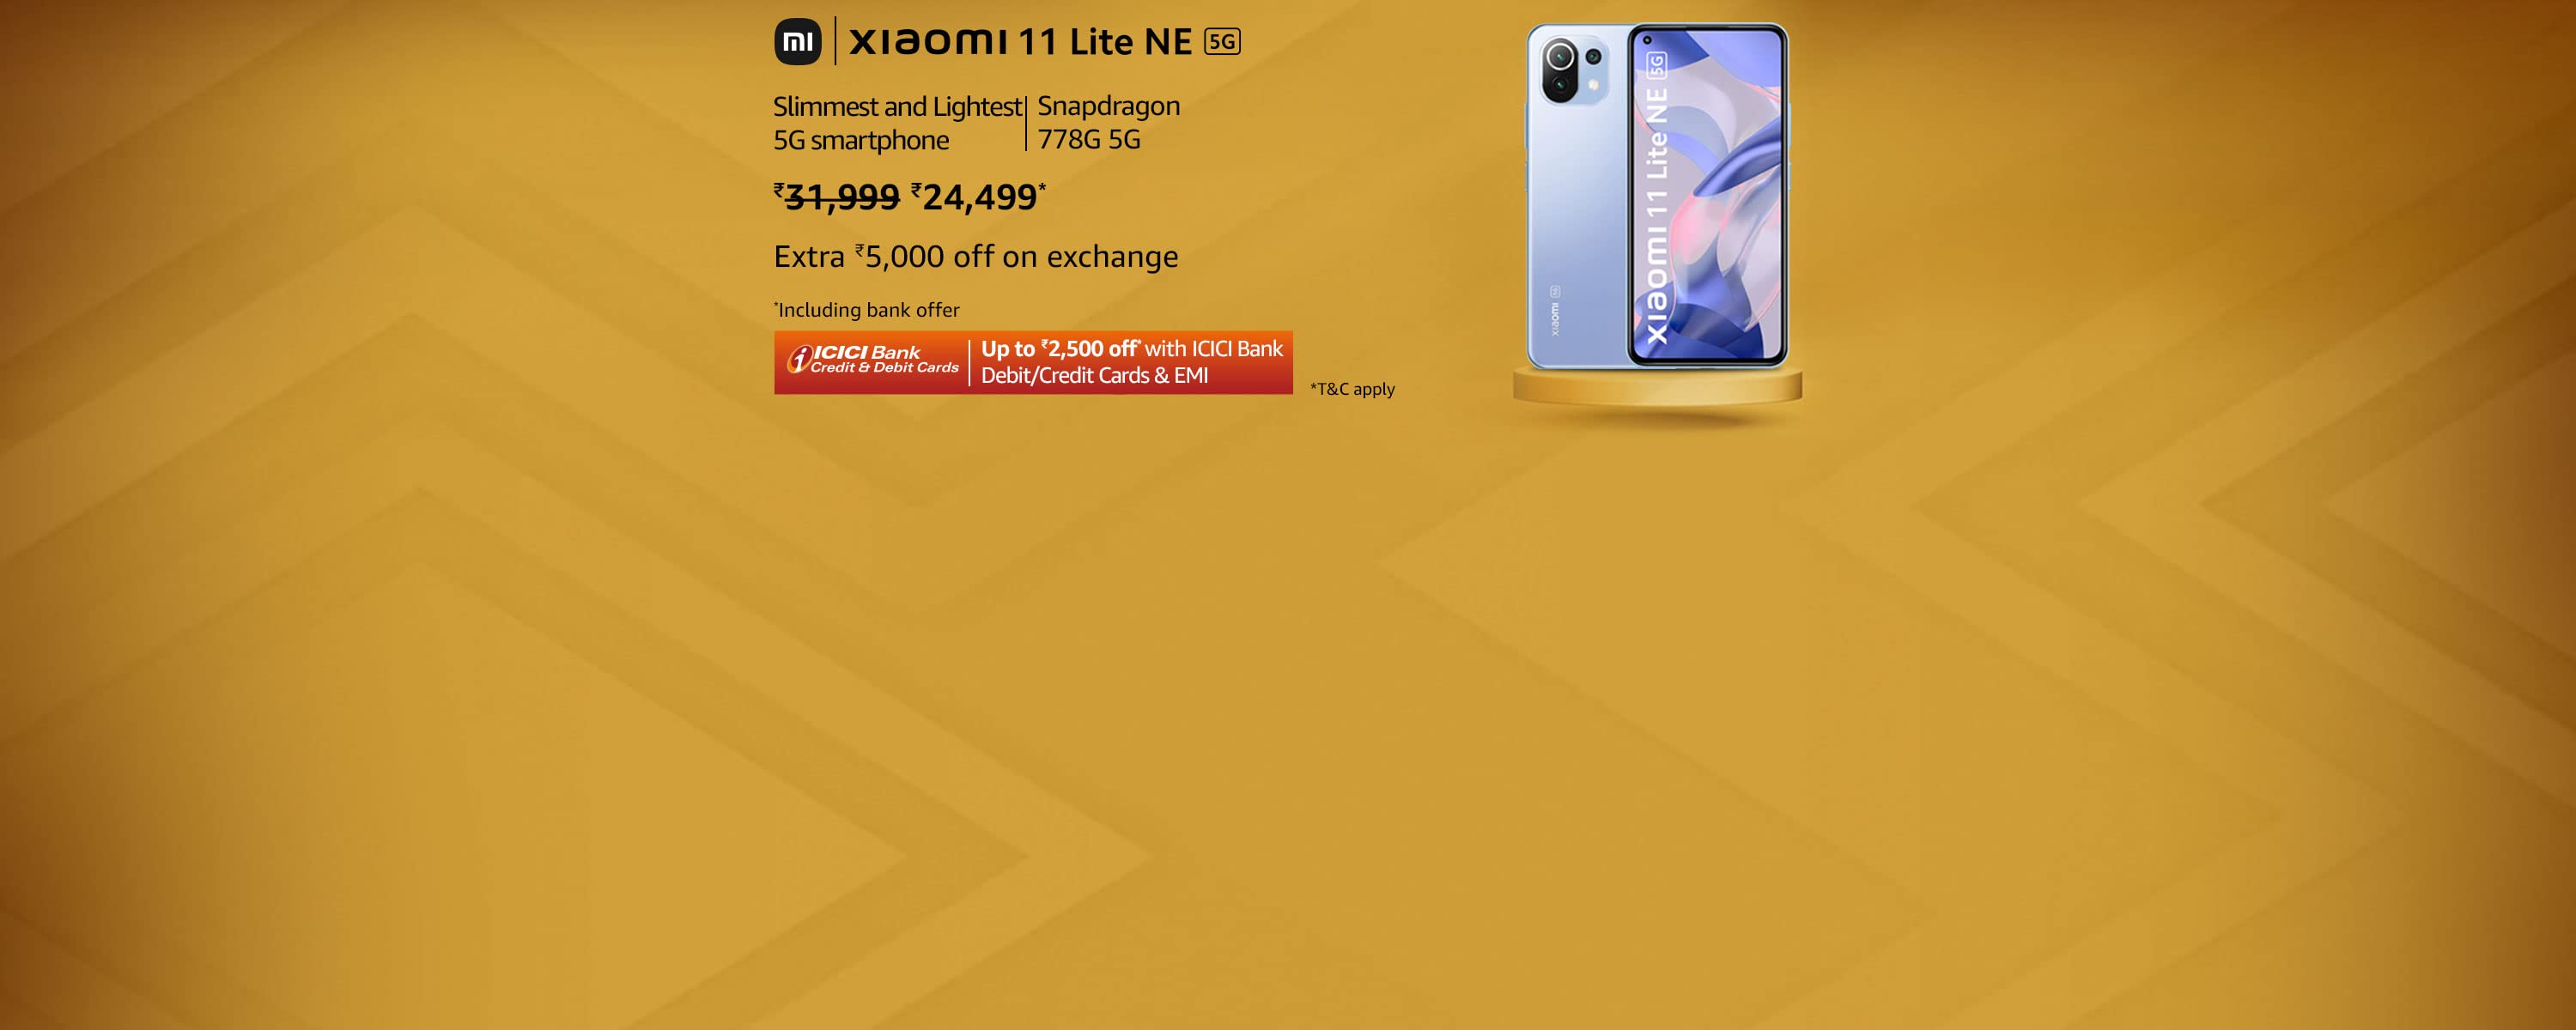 mi
xiaomi 11 Lite NE 5G
Slimmest and Lightest
5G smartphone
Snapdragon
778G 5G
₹31,999 ₹24,499*
Extra ₹5,000 off on exchange
*Including bank offer
i ICICI Bank
Credit & Debit Cards
Up to ₹2,500 off* with ICICI Bank
Debit/Credit Cards & EMI
*T&C apply
xiaomi 5G
xiaomi 11 Lite NE 5G